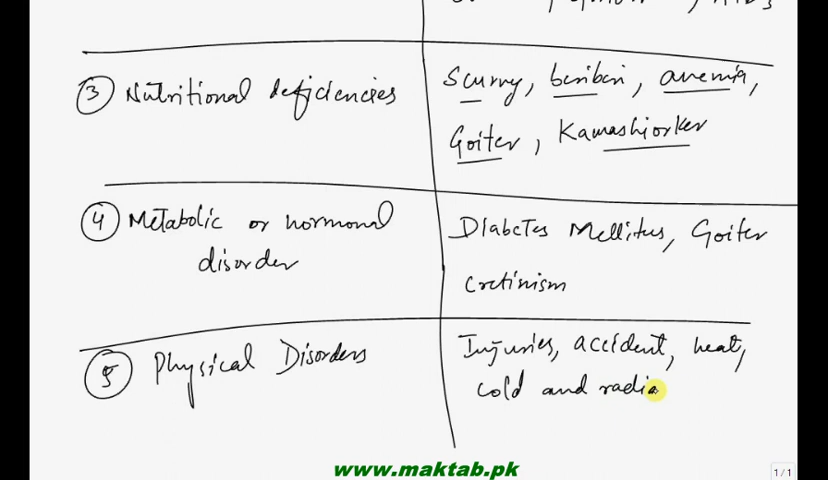 ③ Nutritional deficiencies
Scurvy, beriberi, anemia,
Goiter, Kawashiorker
④ Metabolic or hormonal
disorder
Diabetes Mellitus, Goiter
Cretinism
⑤ Physical Disorders
Injuries, accident, heat,
cold and radia
www.maktab.pk
1/1